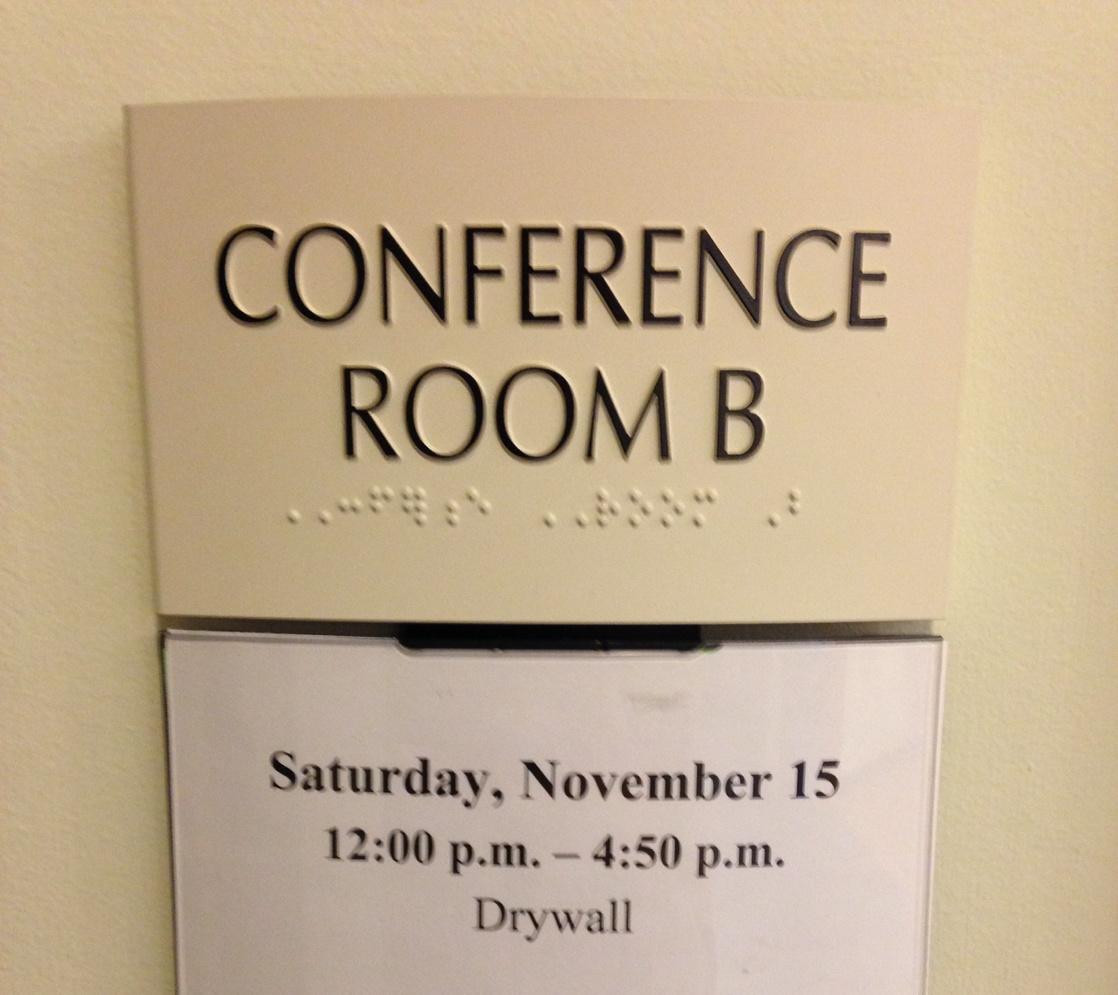 CONFERENCE
ROOM B
Saturday, November 15
12:00 p.m. – 4:50 p.m.
Drywall